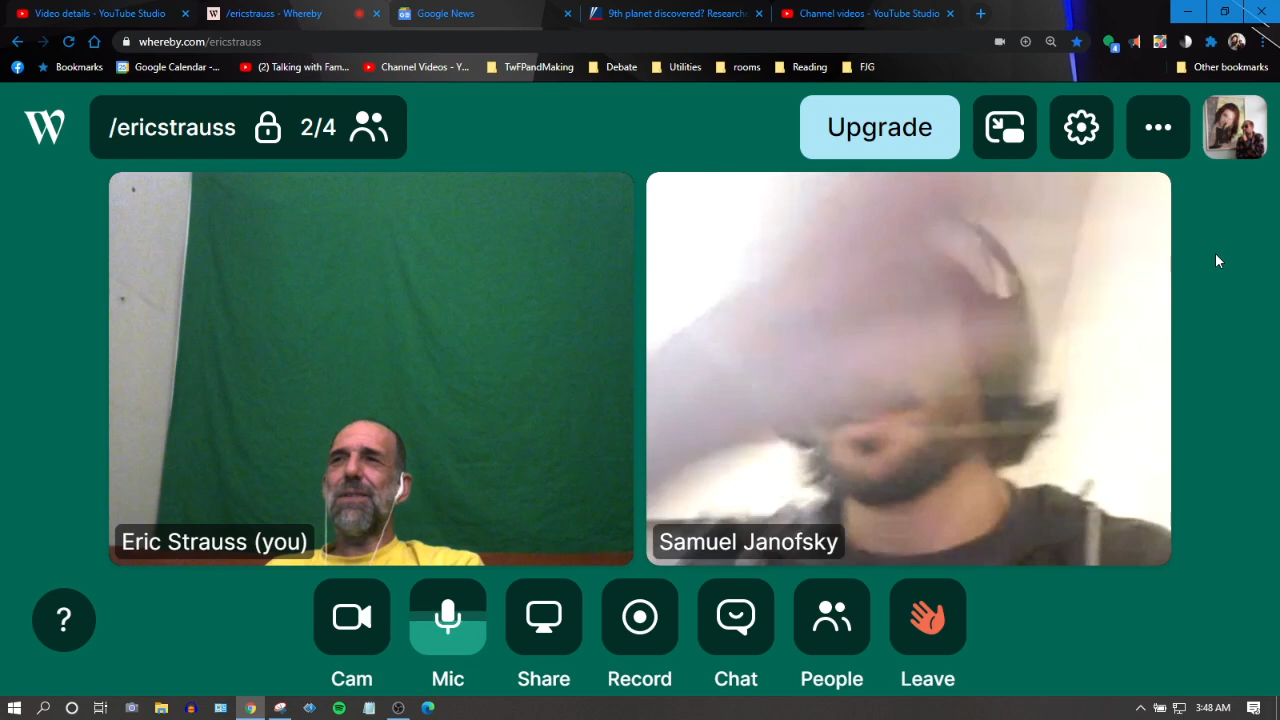 Video details - YouTube Studio
/ericstrauss - Whereby
Google News
9th planet discovered? Research
Channel videos - YouTube Studio
whereby.com/ericstrauss
4
Bookmarks
Google Calendar -...
(2) Talking with Fam...
Channel Videos - Y...
TwFPandMaking
Debate
Utilities
rooms
Reading
FJG
Other bookmarks
W
/ericstrauss
2/4
Upgrade
Eric Strauss (you)
Samuel Janofsky
?
Cam
Mic
Share
Record
Chat
People
Leave
3:48 AM